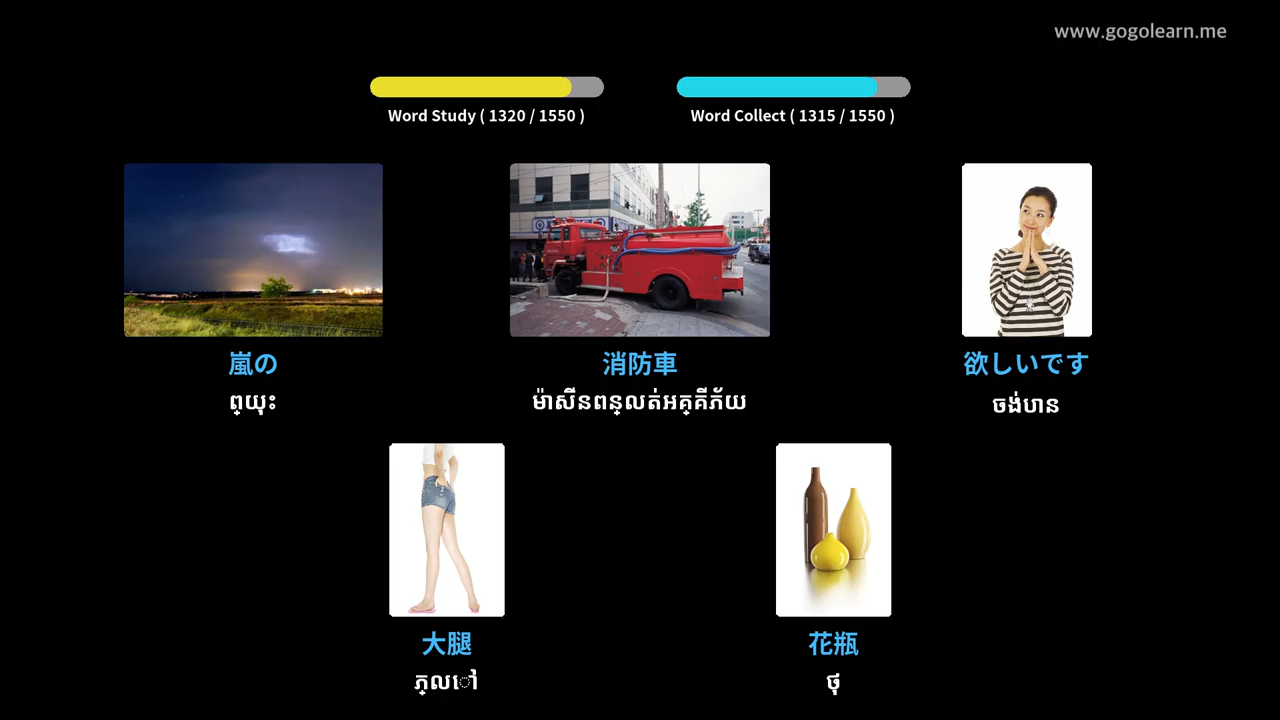 www.gogolearn.me
Word Study ( 1320 / 1550 )
Word Collect ( 1315 / 1550 )
嵐の
消防車
欲しいです
ព្យុះ
ម៉ាសីនពន្លត់អគ្គីភ័យ
ចង់បាន
大腿
花瓶
ភ្លៅ
ថុ